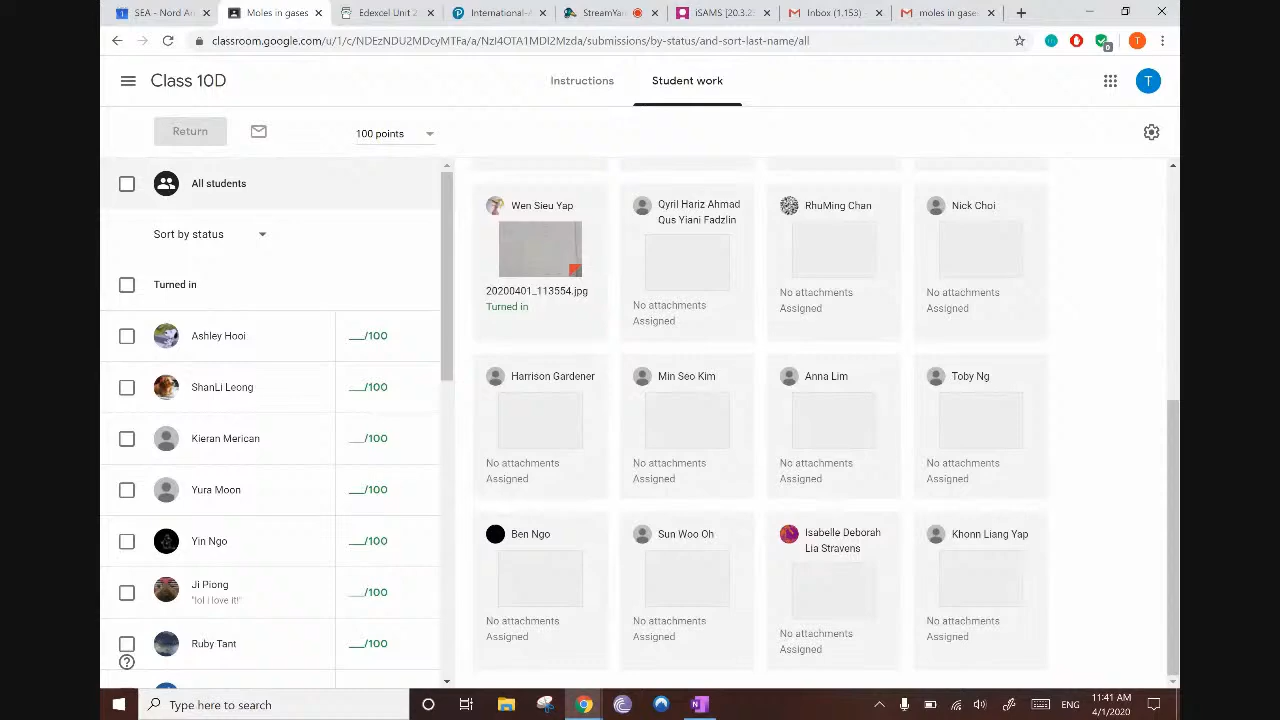 SEA - Nord Ang
Moles in gases
Edexcel Unit 2
International-A
StreamYar
iSAMS [20.3.2
Inbox (1,153)
moles in gase
classroom.google.com/u/1/c/NDEzNDU2MDcyMTFa/a/NzI4OTA1MDI2Mzda/submissions/by-status/and-sort-last-name/all
Class 10D
Instructions
Student work
T
Return
100 points
All students
Sort by status
Turned in
Ashley Hooi
__/100
ShanLi Leong
__/100
Kieran Merican
__/100
Yura Moon
__/100
Yin Ngo
__/100
Ji Piong
"lol i love it!"
__/100
Ruby Tant
__/100
Wen Sieu Yap
20200401_113554.jpg
Turned in
Qyril Hariz Ahmad
Qus Yiani Fadzlin
No attachments
Assigned
RhuMing Chan
No attachments
Assigned
Nick Choi
No attachments
Assigned
Harrison Gardener
No attachments
Assigned
Min Seo Kim
No attachments
Assigned
Anna Lim
No attachments
Assigned
Toby Ng
No attachments
Assigned
Ben Ngo
No attachments
Assigned
Sun Woo Oh
No attachments
Assigned
Isabelle Deborah
Lia Stravens
No attachments
Assigned
Khonn Liang Yap
No attachments
Assigned
Type here to search
ENG
11:41 AM
4/1/2020